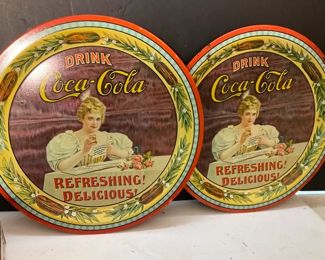 DRINK
Coca-Cola
REFRESHING!
DELICIOUS!
DRINK
Coca-Cola
REFRESHING!
DELICIOUS!